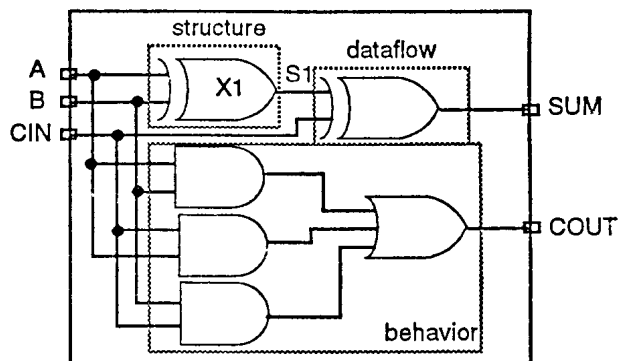 structure
dataflow
A
X1
S1
B
SUM
CIN
COUT
behavior